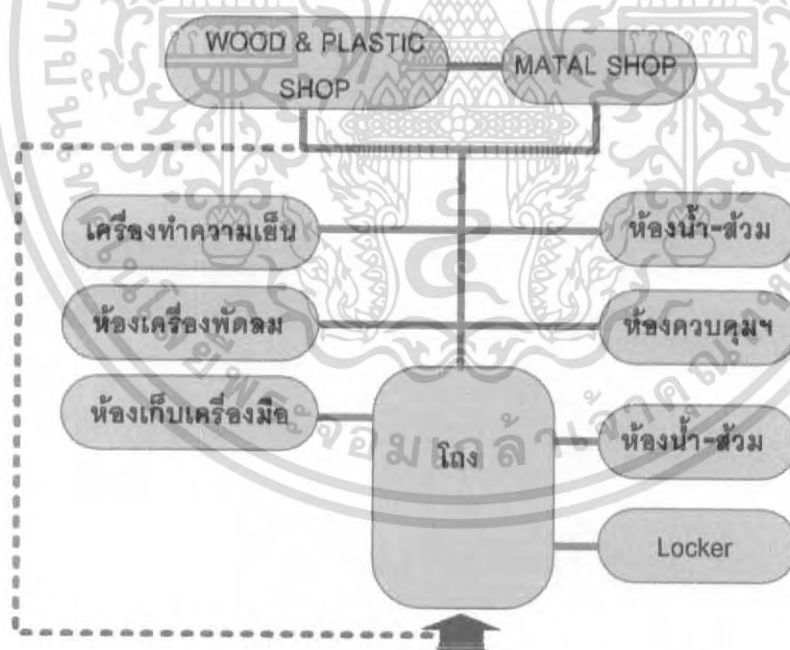 WOOD & PLASTIC
SHOP
MATAL SHOP
เครื่องทำความเย็น
ห้องน้ำ-ส้วม
ห้องเครื่องพัดลม
ห้องควบคุมฯ
ห้องเก็บเครื่องมือ
โถง
ห้องน้ำ-ส้วม
Locker